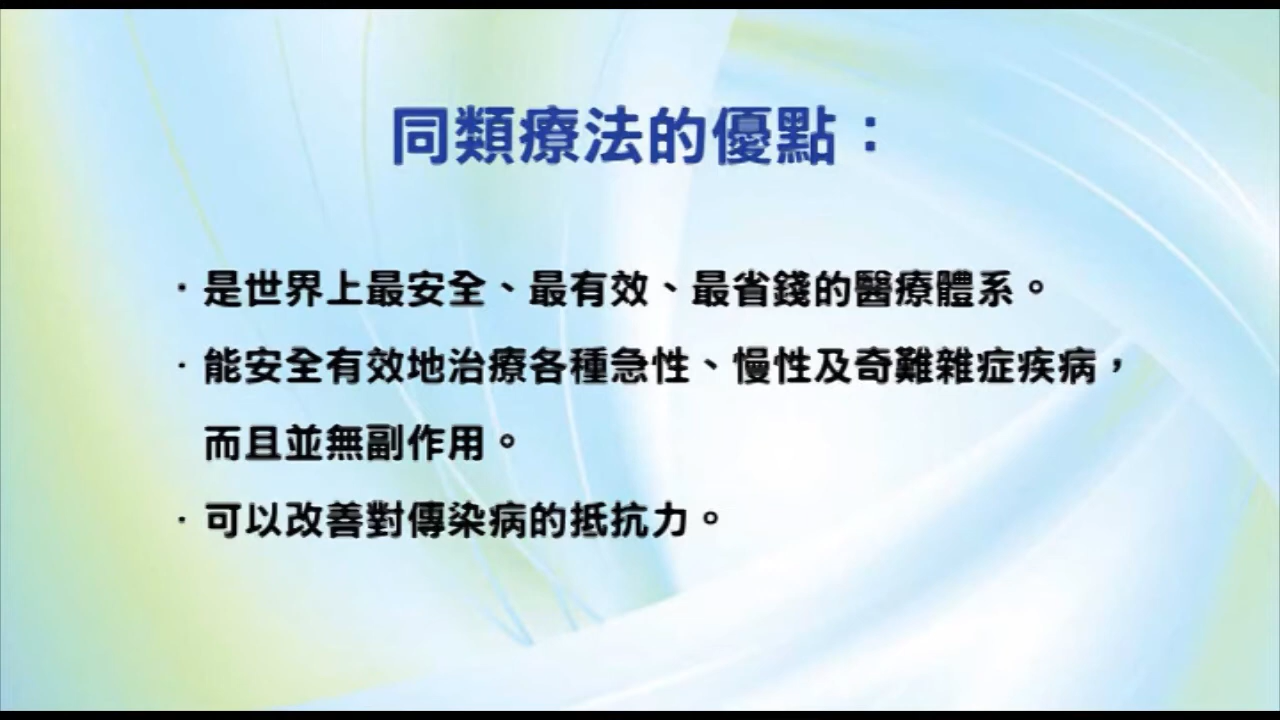 同類療法的優點：
·是世界上最安全、最有效、最省錢的醫療體系。
·能安全有效地治療各種急性、慢性及奇難雜症疾病，
而且並無副作用。
·可以改善對傳染病的抵抗力。